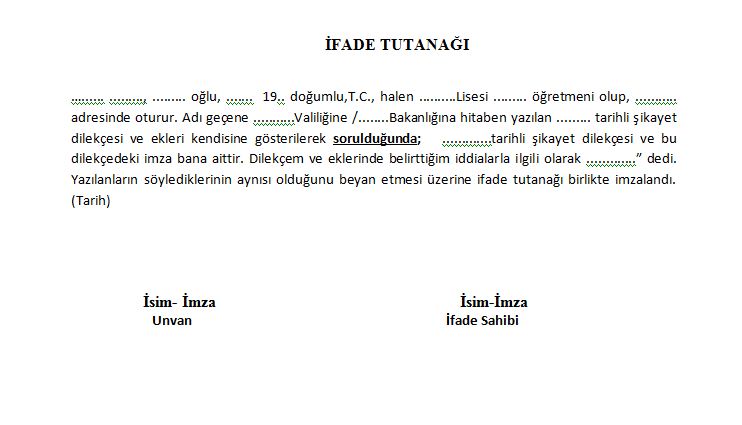 İFADE TUTANAĞI
......... .........., ......... oğlu, ....... 19.. doğumlu,T.C., halen ..........Lisesi ......... öğretmeni olup, ...........
adresinde oturur. Adı geçene ...........Valiliğine /........Bakanlığına hitaben yazılan ......... tarihli şikayet
dilekçesi ve ekleri kendisine gösterilerek sorulduğunda; .............tarihli şikayet dilekçesi ve bu
dilekçedeki imza bana aittir. Dilekçem ve eklerinde belirttiğim iddialarla ilgili olarak .............” dedi.
Yazılanların söylediklerinin aynısı olduğunu beyan etmesi üzerine ifade tutanağı birlikte imzalandı.
(Tarih)
İsim- İmza İsim-İmza
Unvan İfade Sahibi